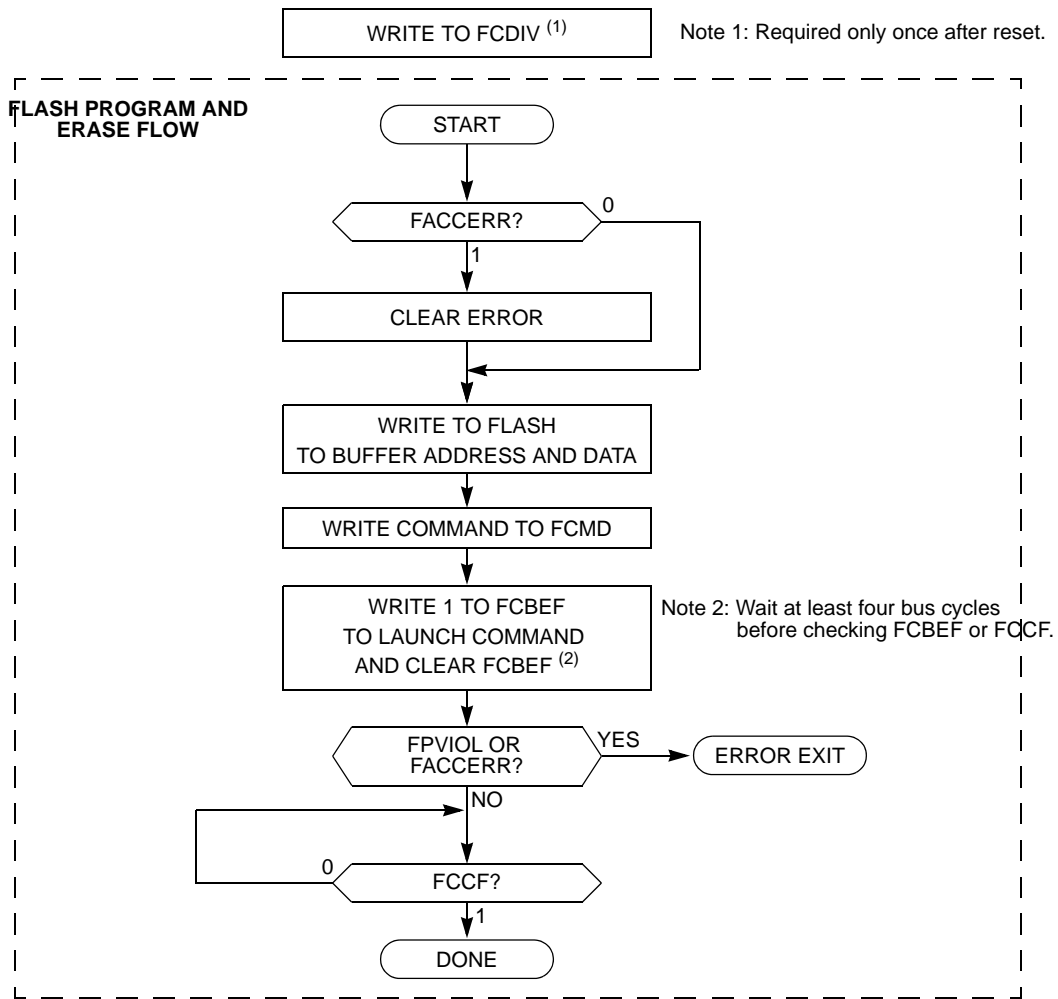 WRITE TO FCDIV (1)
Note 1: Required only once after reset.
FLASH PROGRAM AND
ERASE FLOW
START
FACCERR?
0
1
CLEAR ERROR
WRITE TO FLASH
TO BUFFER ADDRESS AND DATA
WRITE COMMAND TO FCMD
WRITE 1 TO FCBEF
TO LAUNCH COMMAND
AND CLEAR FCBEF (2)
Note 2: Wait at least four bus cycles
before checking FCBEF or FCCF.
FPVIOL OR
FACCERR?
YES
ERROR EXIT
NO
0
FCCF?
1
DONE